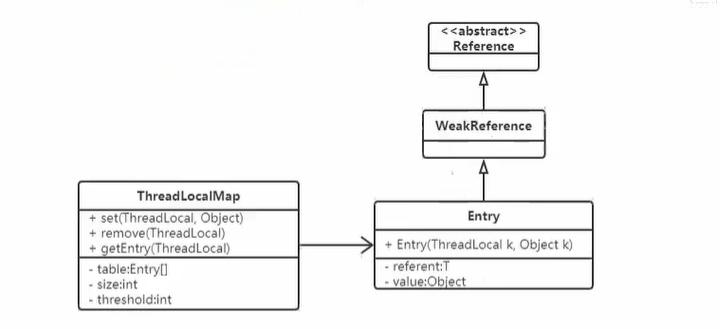 <<abstract>>
Reference
WeakReference
ThreadLocalMap
+ set(ThreadLocal, Object)
+ remove(ThreadLocal)
+ getEntry(ThreadLocal)
- table:Entry[]
- size:int
- threshold:int
Entry
+ Entry(ThreadLocal k, Object k)
- referent:T
- value:Object